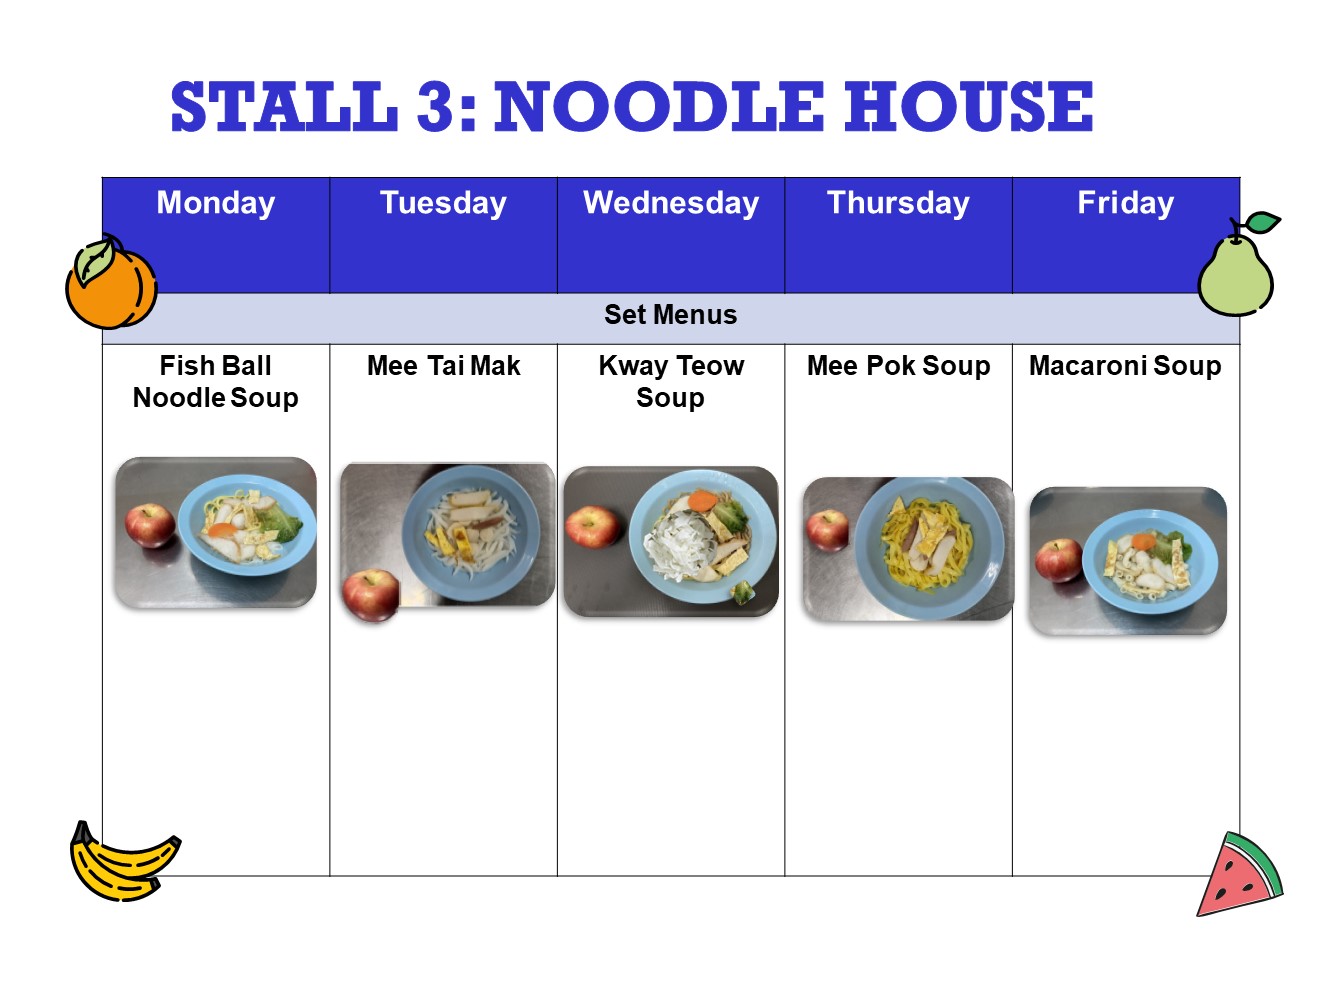 STALL 3: NOODLE HOUSE
Monday
Tuesday
Wednesday
Thursday
Friday
Set Menus
Fish Ball
Noodle Soup
Mee Tai Mak
Kway Teow
Soup
Mee Pok Soup
Macaroni Soup